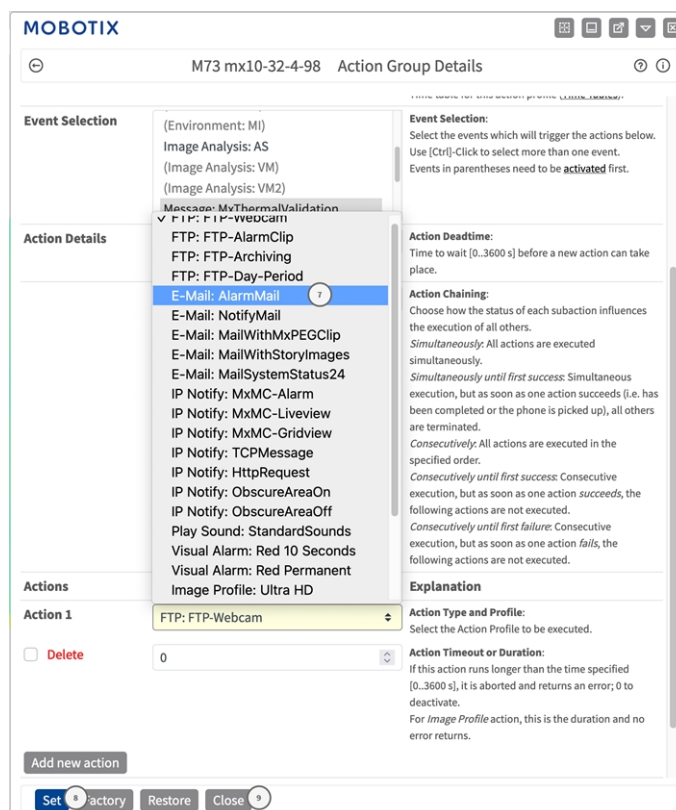 MOBOTIX
M73 mx10-32-4-98 Action Group Details
Time table for this action profile (Time Tables).
Event Selection
(Environment: MI)
Image Analysis: AS
(Image Analysis: VM)
(Image Analysis: VM2)
Message: MxThermalValidation
Event Selection:
Select the events which will trigger the actions below.
Use [Ctrl]-Click to select more than one event.
Events in parentheses need to be activated first.
Action Details
✓ FTP: FTP-Webcam
FTP: FTP-AlarmClip
FTP: FTP-Archiving
FTP: FTP-Day-Period
E-Mail: AlarmMail 7
E-Mail: NotifyMail
E-Mail: MailWithMxPEGClip
E-Mail: MailWithStoryImages
E-Mail: MailSystemStatus24
IP Notify: MxMC-Alarm
IP Notify: MxMC-Liveview
IP Notify: MxMC-Gridview
IP Notify: TCPMessage
IP Notify: HttpRequest
IP Notify: ObscureAreaOn
IP Notify: ObscureAreaOff
Play Sound: StandardSounds
Visual Alarm: Red 10 Seconds
Visual Alarm: Red Permanent
Image Profile: Ultra HD
Action Deadtime:
Time to wait [0..3600 s] before a new action can take
place.
Action Chaining:
Choose how the status of each subaction influences
the execution of all others.
Simultaneously: All actions are executed
simultaneously.
Simultaneously until first success: Simultaneous
execution, but as soon as one action succeeds (i.e. has
been completed or the phone is picked up), all others
are terminated.
Consecutively: All actions are executed in the
specified order.
Consecutively until first success: Consecutive
execution, but as soon as one action succeeds, the
following actions are not executed.
Consecutively until first failure: Consecutive
execution, but as soon as one action fails, the
following actions are not executed.
Actions
Explanation
Action 1
FTP: FTP-Webcam
Action Type and Profile:
Select the Action Profile to be executed.
Delete
0
Action Timeout or Duration:
If this action runs longer than the time specified
[0..3600 s], it is aborted and returns an error; 0 to
deactivate.
For Image Profile action, this is the duration and no
error returns.
Add new action
Set 8 Factory Restore Close 9